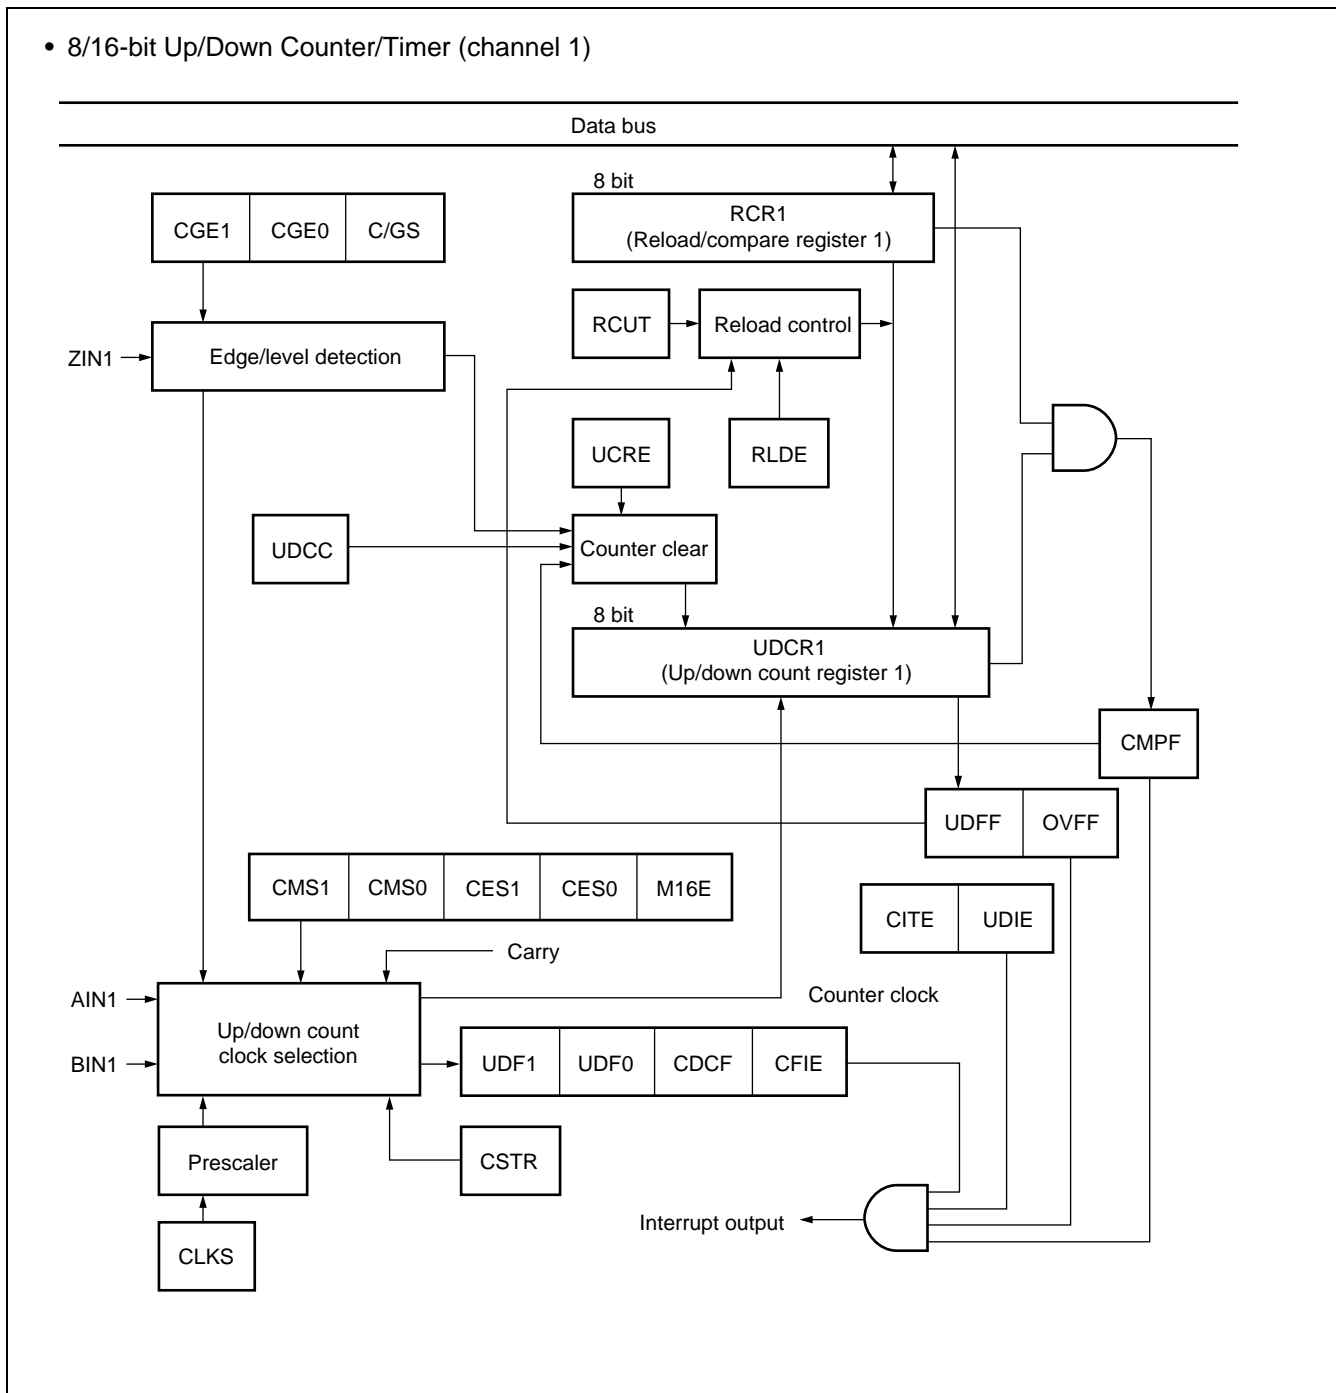 • 8/16-bit Up/Down Counter/Timer (channel 1)
Data bus
8 bit
CGE1 CGE0 C/GS
RCR1
(Reload/compare register 1)
RCUT
Reload control
ZIN1
Edge/level detection
UCRE
RLDE
UDCC
Counter clear
8 bit
UDCR1
(Up/down count register 1)
CMPF
UDFF OVFF
CMS1 CMS0 CES1 CES0 M16E
CITE UDIE
Carry
AIN1
Counter clock
Up/down count
clock selection
BIN1
UDF1 UDF0 CDCF CFIE
Prescaler
CSTR
Interrupt output
CLKS